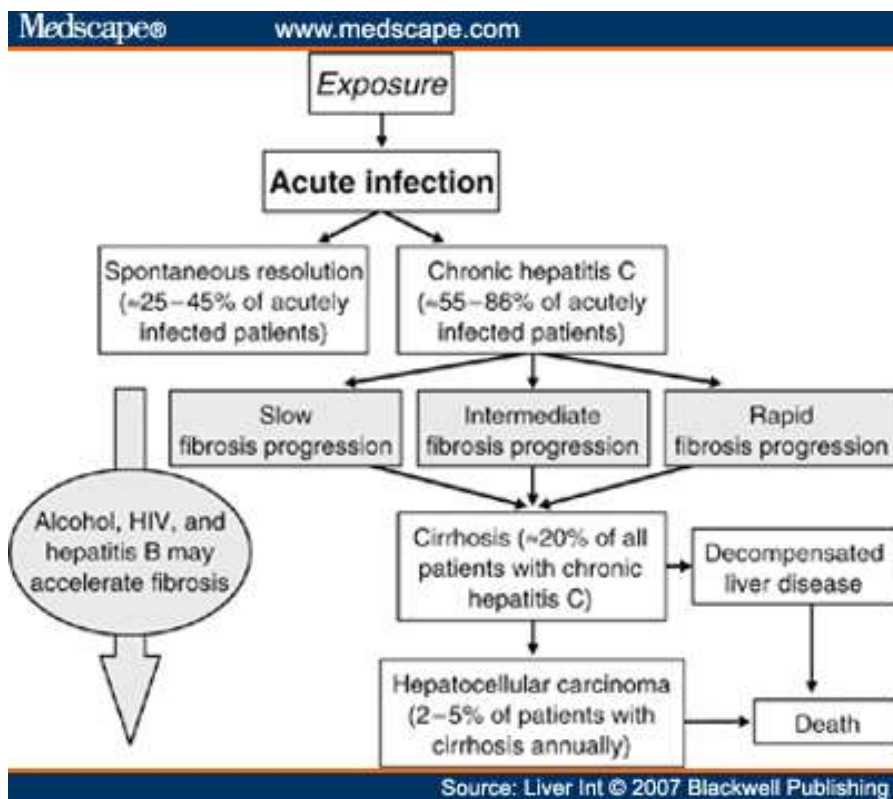 Medscape® www.medscape.com
Exposure
Acute infection
Spontaneous resolution
(≈25–45% of acutely
infected patients)
Chronic hepatitis C
(≈55–86% of acutely
infected patients)
Slow
fibrosis progression
Intermediate
fibrosis progression
Rapid
fibrosis progression
Alcohol, HIV, and
hepatitis B may
accelerate fibrosis
Cirrhosis (≈20% of all
patients with chronic
hepatitis C)
Decompensated
liver disease
Hepatocellular carcinoma
(2–5% of patients with
cirrhosis annually)
Death
Source: Liver Int © 2007 Blackwell Publishing